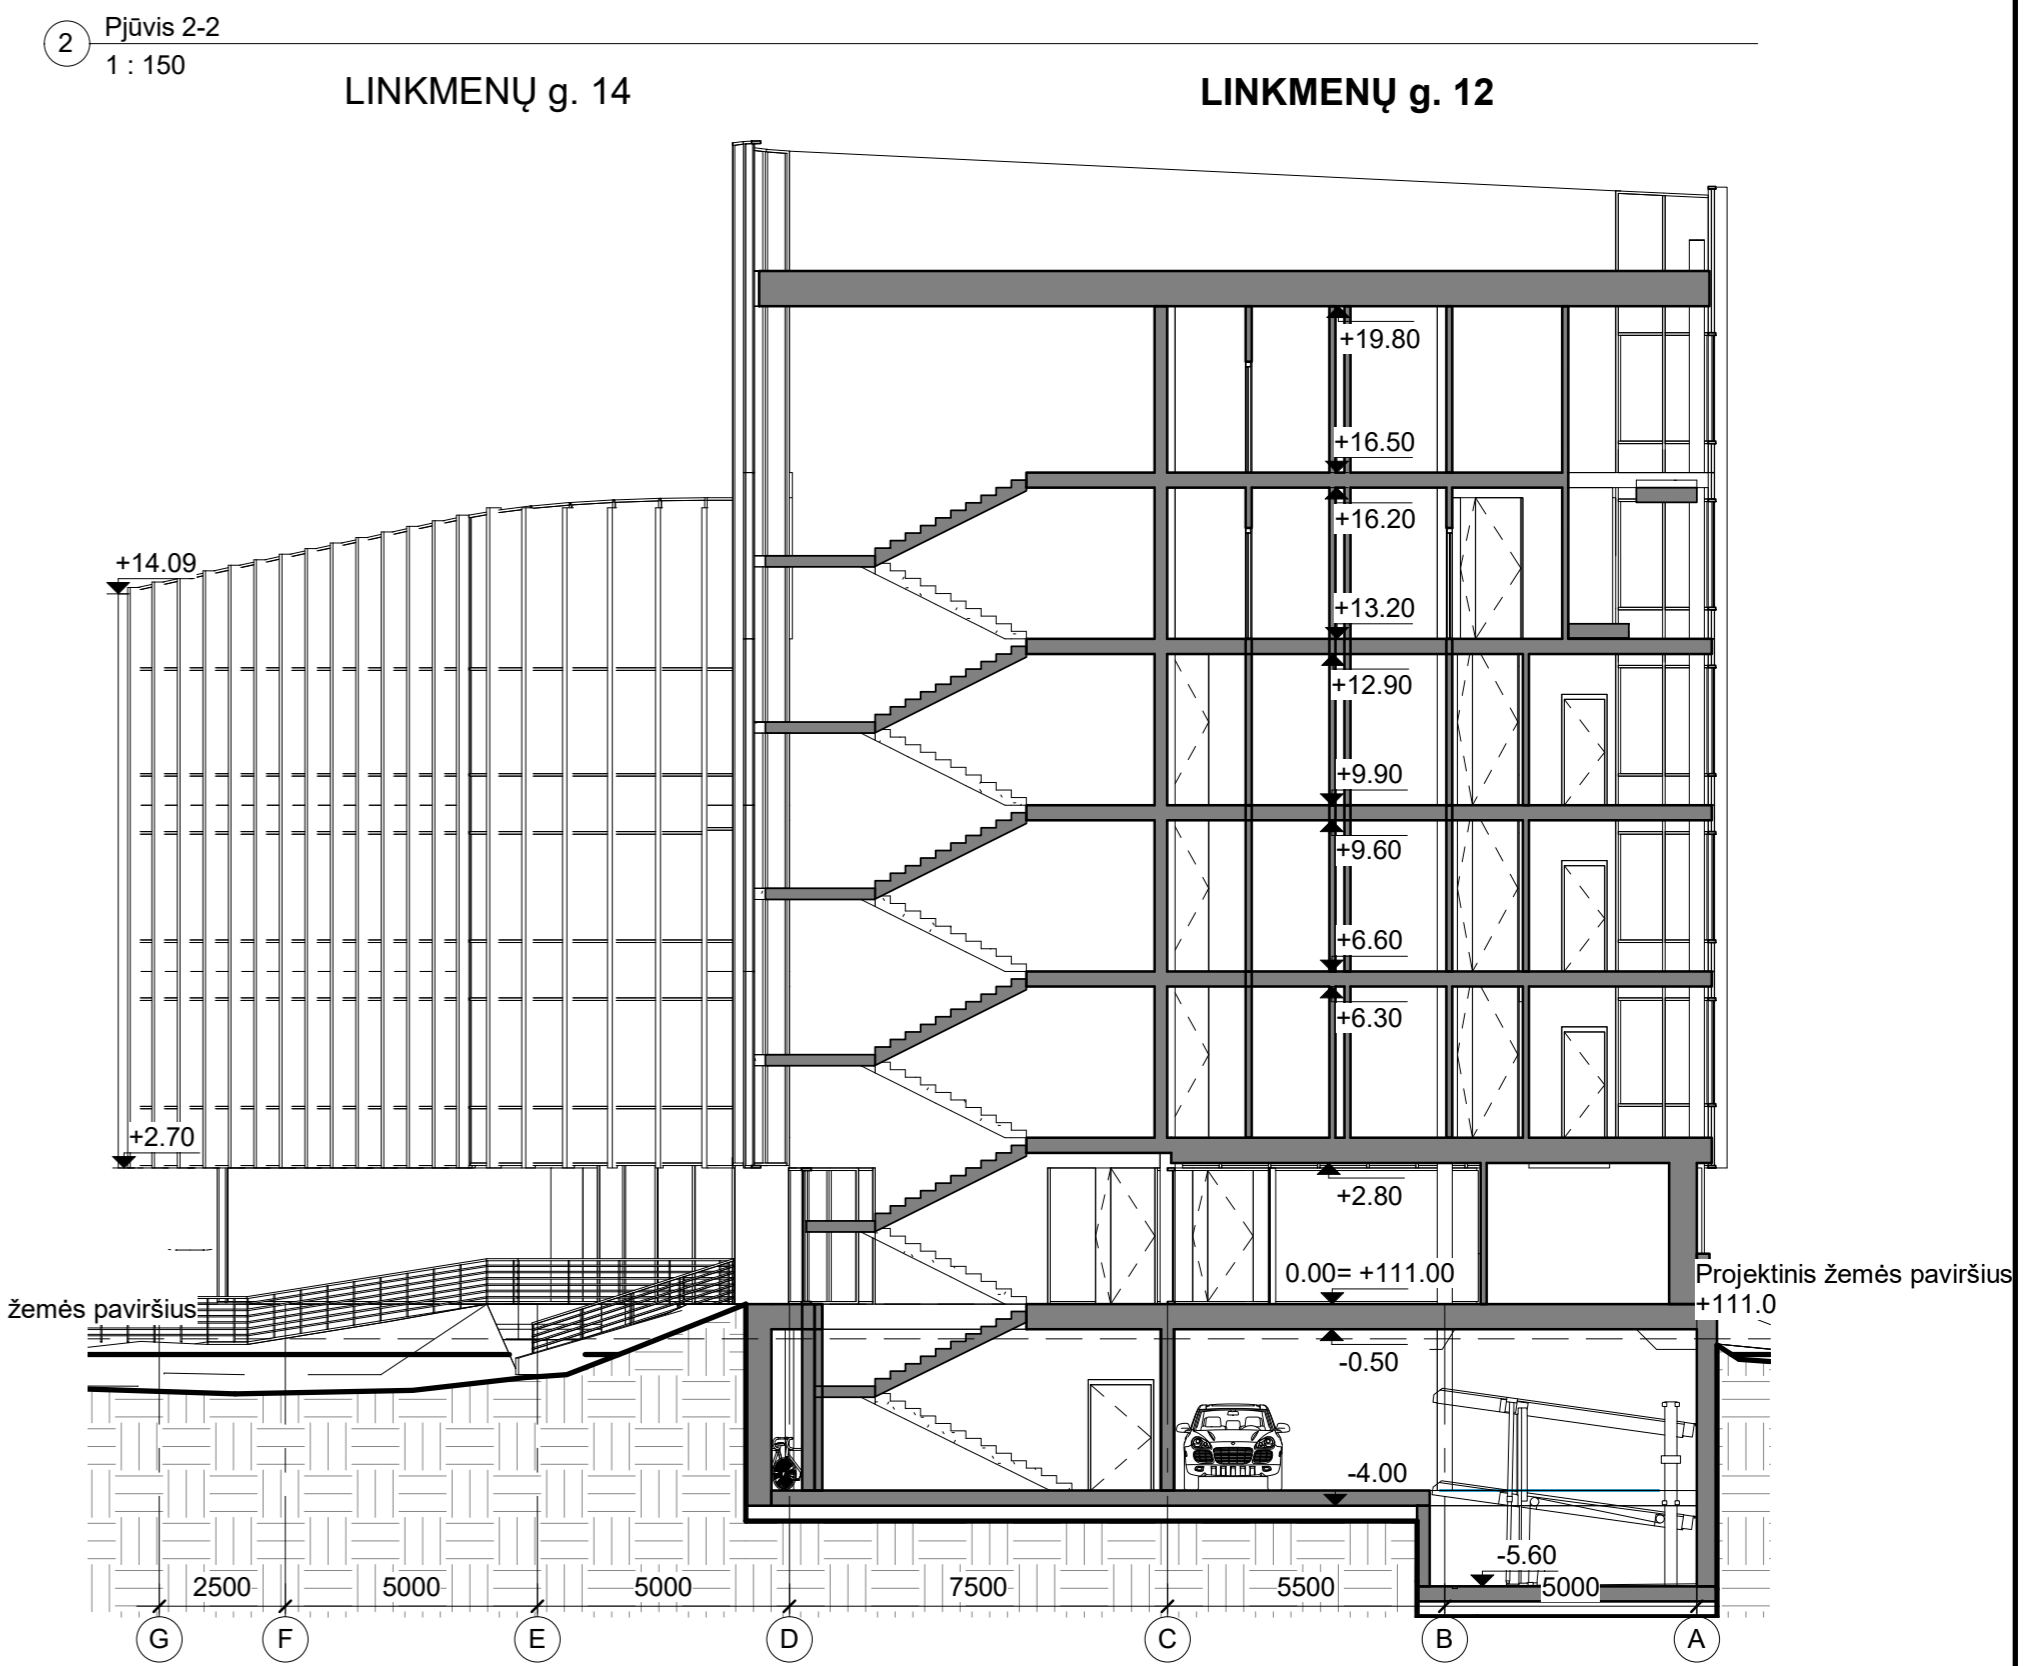 2
Pjūvis 2-2
1 : 150
LINKMENŲ g. 14
LINKMENŲ g. 12
+19.80
+16.50
+16.20
+14.09
+13.20
+12.90
+9.90
+9.60
+6.60
+6.30
+2.70
+2.80
0.00= +111.00
Projektinis žemės paviršius
+111.0
žemės paviršius
-0.50
-4.00
-5.60
2500
5000
5000
7500
5500
5000
G
F
E
D
C
B
A